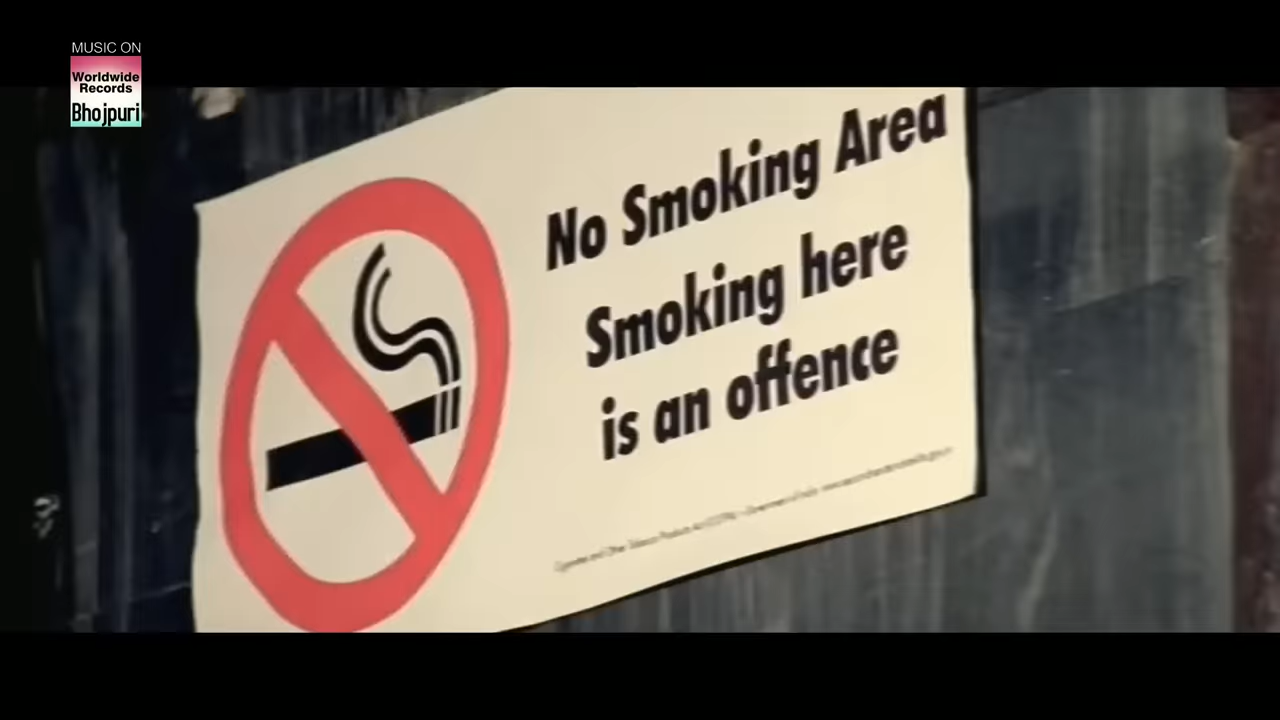 MUSIC ON
Worldwide
Records
Bhojpuri
No Smoking Area
Smoking here
is an offence